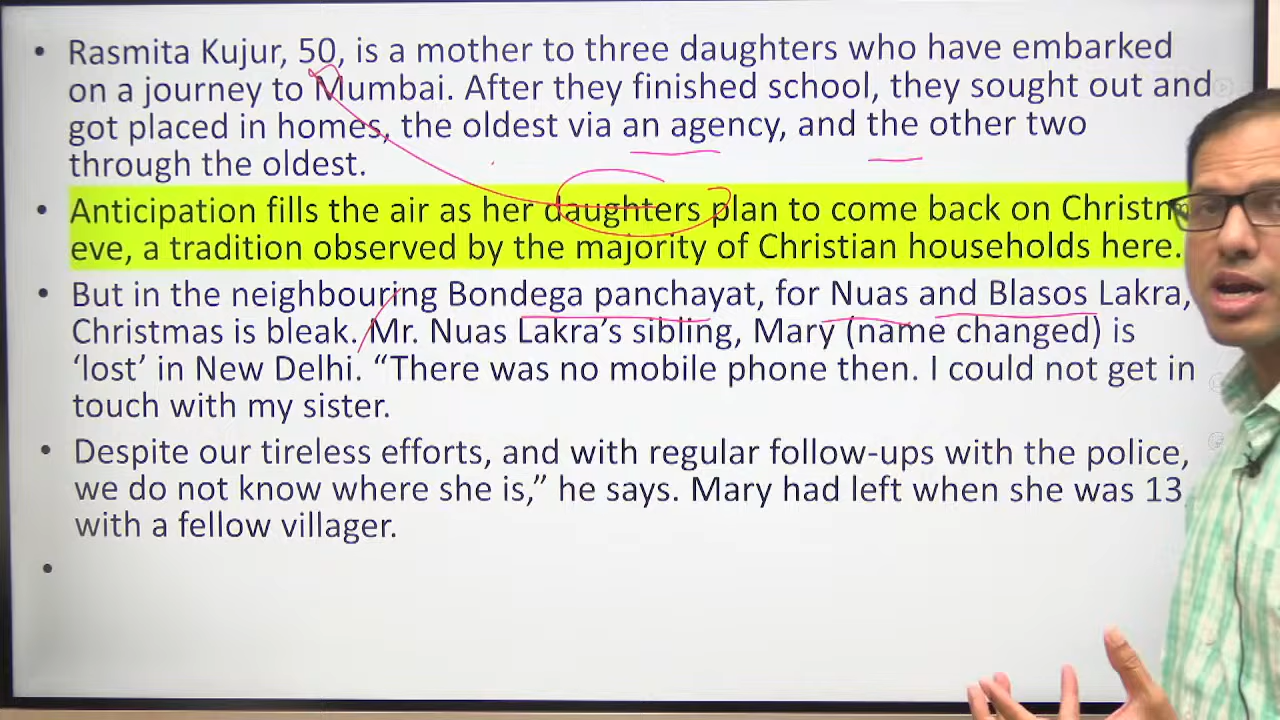 • Rasmita Kujur, 50, is a mother to three daughters who have embarked
on a journey to Mumbai. After they finished school, they sought out and
got placed in homes, the oldest via an agency, and the other two
through the oldest.
• Anticipation fills the air as her daughters plan to come back on
eve, a tradition observed by the majority of Christian households here.
• But in the neighbouring Bondega panchayat, for Nuas and Blasos Lakra,
Christmas is bleak. Mr. Nuas Lakra’s sibling, Mary (name changed) is
‘lost’ in New Delhi. “There was no mobile phone then. I could not get in
touch with my sister.
• Despite our tireless efforts, and with regular follow-ups with the police,
we do not know where she is,” he says. Mary had left when she was 13
with a fellow villager.
•